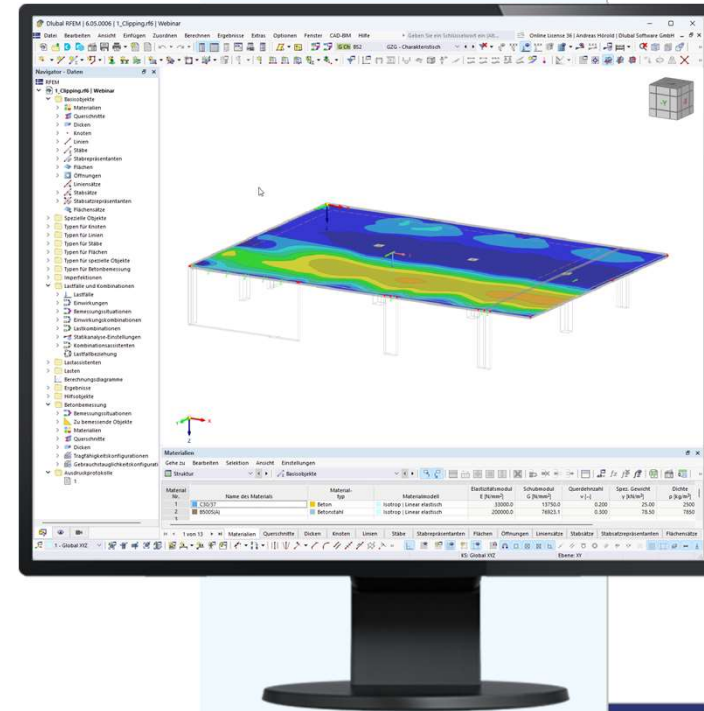 Dlubal RFEM | 6.05.0006 | 1_Clipping.rf6 | Webinar
Datei Bearbeiten Ansicht Einfügen Zuordnen Berechnen Ergebnisse Extras Optionen Fenster CAD-BIM Hilfe
Online License 36 | Andreas Hörold | Dlubal Software GmbH
GZG GCh BS2 GZG - Charakteristisch
Navigator - Daten
RFEM
1_Clipping.rf6 | Webinar
Basisobjekte
Materialien
Querschnitte
Dicken
Knoten
Linien
Stäbe
Stabrepräsentanten
Flächen
Öffnungen
Liniensätze
Stabsätze
Stabsatzrepräsentanten
Flächensätze
Spezielle Objekte
Typen für Knoten
Typen für Linien
Typen für Stäbe
Typen für Flächen
Typen für spezielle Objekte
Typen für Betonbemessung
Imperfektionen
Lastfälle und Kombinationen
Lastfälle
Einwirkungen
Bemessungssituationen
Einwirkungskombinationen
Lastkombinationen
Statikanalyse-Einstellungen
Kombinationsassistenten
Lastfallbeziehung
Lastassistenten
Lasten
Berechnungsdiagramme
Ergebnisse
Hilfsobjekte
Betonbemessung
Bemessungssituationen
Zu bemessende Objekte
Materialien
Querschnitte
Dicken
Tragfähigkeitskonfigurationen
Gebrauchstauglichkeitskonfigurati
Ausdruckprotokolle
1
-Y
X
Z
Materialien
Gehe zu Bearbeiten Selektion Ansicht Einstellungen
Struktur Basisobjekte
Material Nr. Name des Materials Material-typ Materialmodell Elastizitätsmodul E [N/mm²] Schubmodul G [N/mm²] Querdehnzahl ν [--] Spez. Gewicht γ [kN/m³] Dichte ρ [kg/m³]
1 C30/37 Beton Isotrop | Linear elastisch 33000.0 13750.0 0.200 25.00 2500
2 B500S(A) Betonstahl Isotrop | Linear elastisch 200000.0 76923.1 0.300 78.50 7850
3
1 von 13 Materialien Querschnitte Dicken Knoten Linien Stäbe Stabrepräsentanten Flächen Öffnungen Liniensätze Stabsätze Stabsatzrepräsentanten Flächensätze
1 - Global XYZ
KS: Global XYZ Ebene: XY